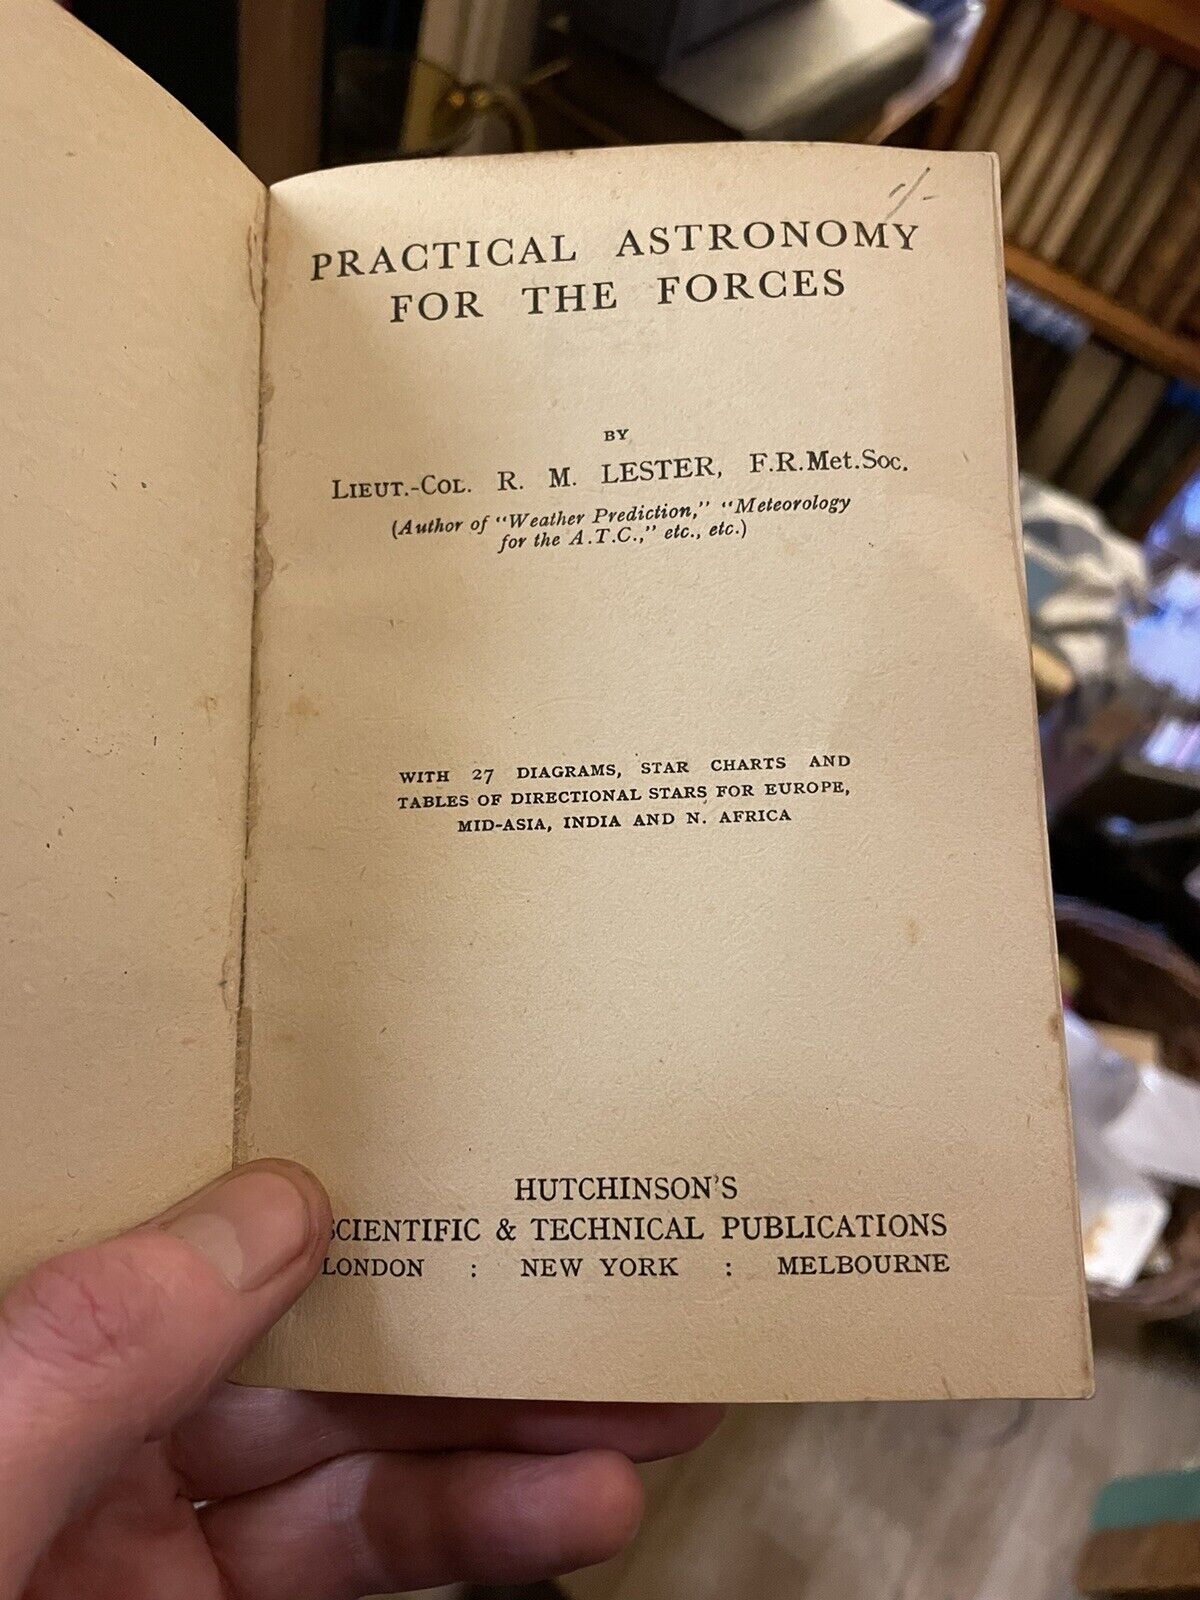 1/-
PRACTICAL ASTRONOMY
FOR THE FORCES
BY
LIEUT.-COL. R. M. LESTER, F.R.Met.Soc.
(Author of "Weather Prediction," "Meteorology
for the A.T.C.," etc., etc.)
WITH 27 DIAGRAMS, STAR CHARTS AND
TABLES OF DIRECTIONAL STARS FOR EUROPE,
MID-ASIA, INDIA AND N. AFRICA
HUTCHINSON'S
SCIENTIFIC & TECHNICAL PUBLICATIONS
LONDON : NEW YORK : MELBOURNE